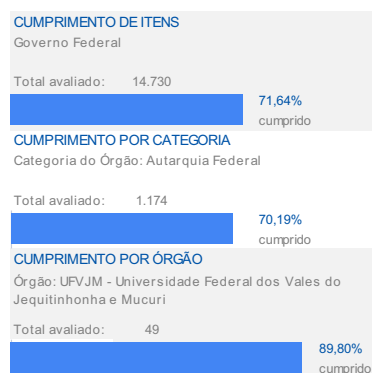 CUMPRIMENTO DE ITENS
Governo Federal
Total avaliado: 14.730
71,64%
cumprido
CUMPRIMENTO POR CATEGORIA
Categoria do Órgão: Autarquia Federal
Total avaliado: 1.174
70,19%
cumprido
CUMPRIMENTO POR ÓRGÃO
Órgão: UFVJM - Universidade Federal dos Vales do
Jequitinhonha e Mucuri
Total avaliado: 49
89,80%
cumprido